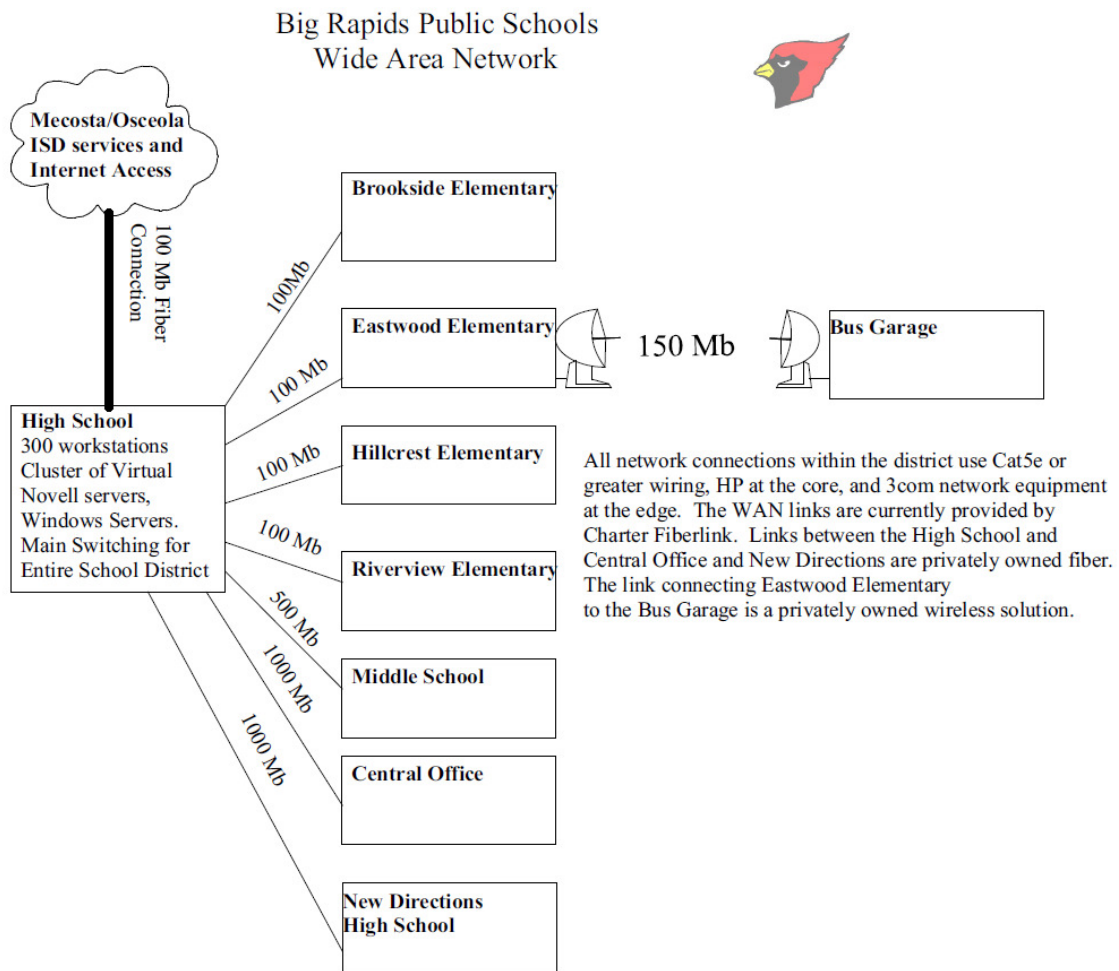 Big Rapids Public Schools
Wide Area Network
Mecosta/Osceola
ISD services and
Internet Access
100 Mb Fiber
Connection
High School
300 workstations
Cluster of Virtual
Novell servers,
Windows Servers.
Main Switching for
Entire School District
100Mb
Brookside Elementary
100 Mb
Eastwood Elementary
150 Mb
Bus Garage
100 Mb
Hillcrest Elementary
100 Mb
Riverview Elementary
500 Mb
Middle School
1000 Mb
Central Office
1000 Mb
New Directions
High School
All network connections within the district use Cat5e or
greater wiring, HP at the core, and 3com network equipment
at the edge.  The WAN links are currently provided by
Charter Fiberlink.  Links between the High School and
Central Office and New Directions are privately owned fiber.
The link connecting Eastwood Elementary
to the Bus Garage is a privately owned wireless solution.